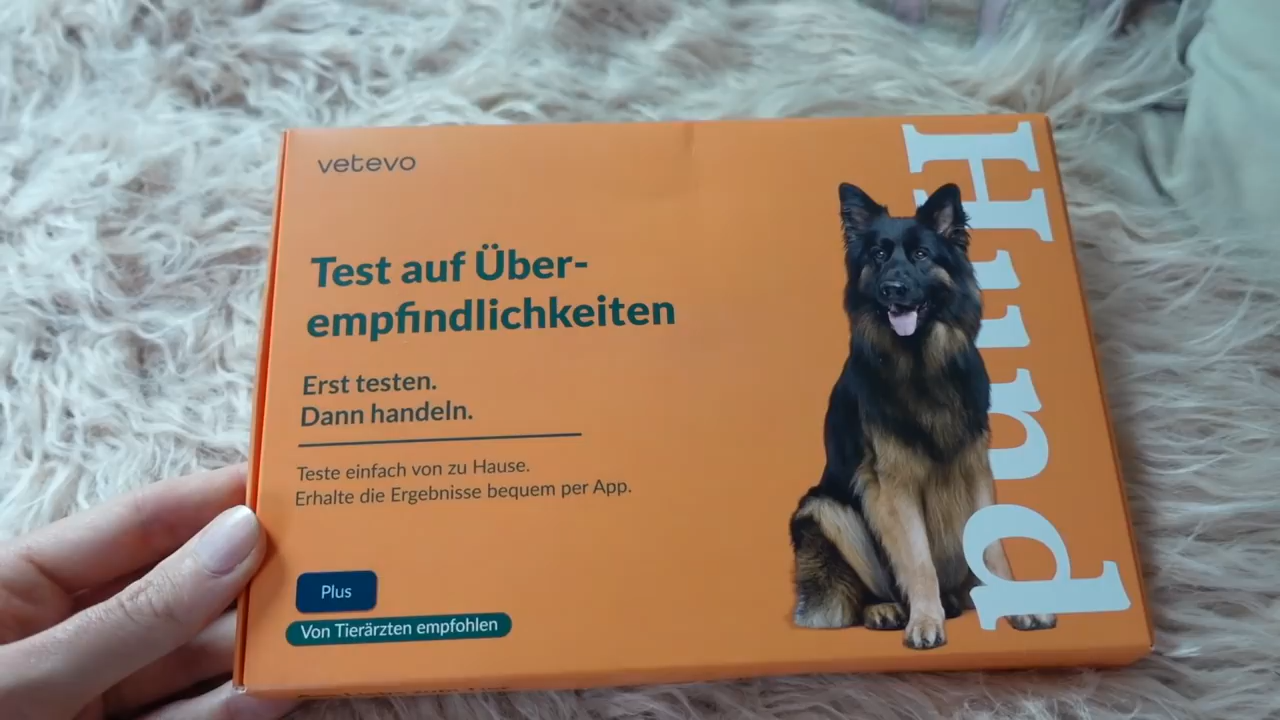 vetevo
Hund
Test auf Über-
empfindlichkeiten
Erst testen.
Dann handeln.
Teste einfach von zu Hause.
Erhalte die Ergebnisse bequem per App.
Plus
Von Tierärzten empfohlen